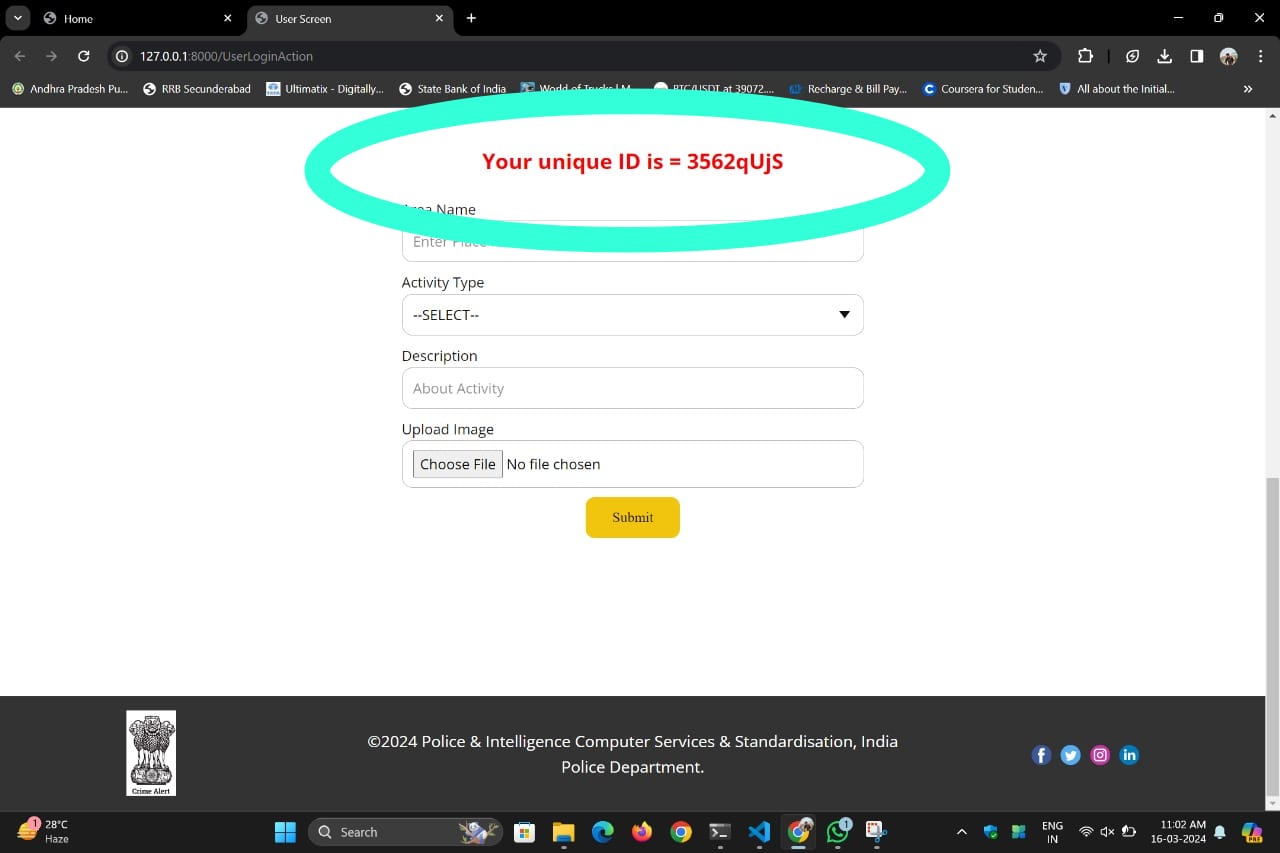 Home
User Screen
127.0.0.1:8000/UserLoginAction
Andhra Pradesh Pu... RRB Secunderabad Ultimatix - Digitally... State Bank of India World of Trucks | M... BTC/USDT at 39072.... Recharge & Bill Pay... Coursera for Studen... All about the Initial...
Your unique ID is = 3562qUjS
Area Name
Enter Place
Activity Type
--SELECT--
Description
About Activity
Upload Image
Choose File No file chosen
Submit
Crime Alert
©2024 Police & Intelligence Computer Services & Standardisation, India
Police Department.
1
28°C
Haze
Search
1
ENG
IN
11:02 AM
16-03-2024
PRE